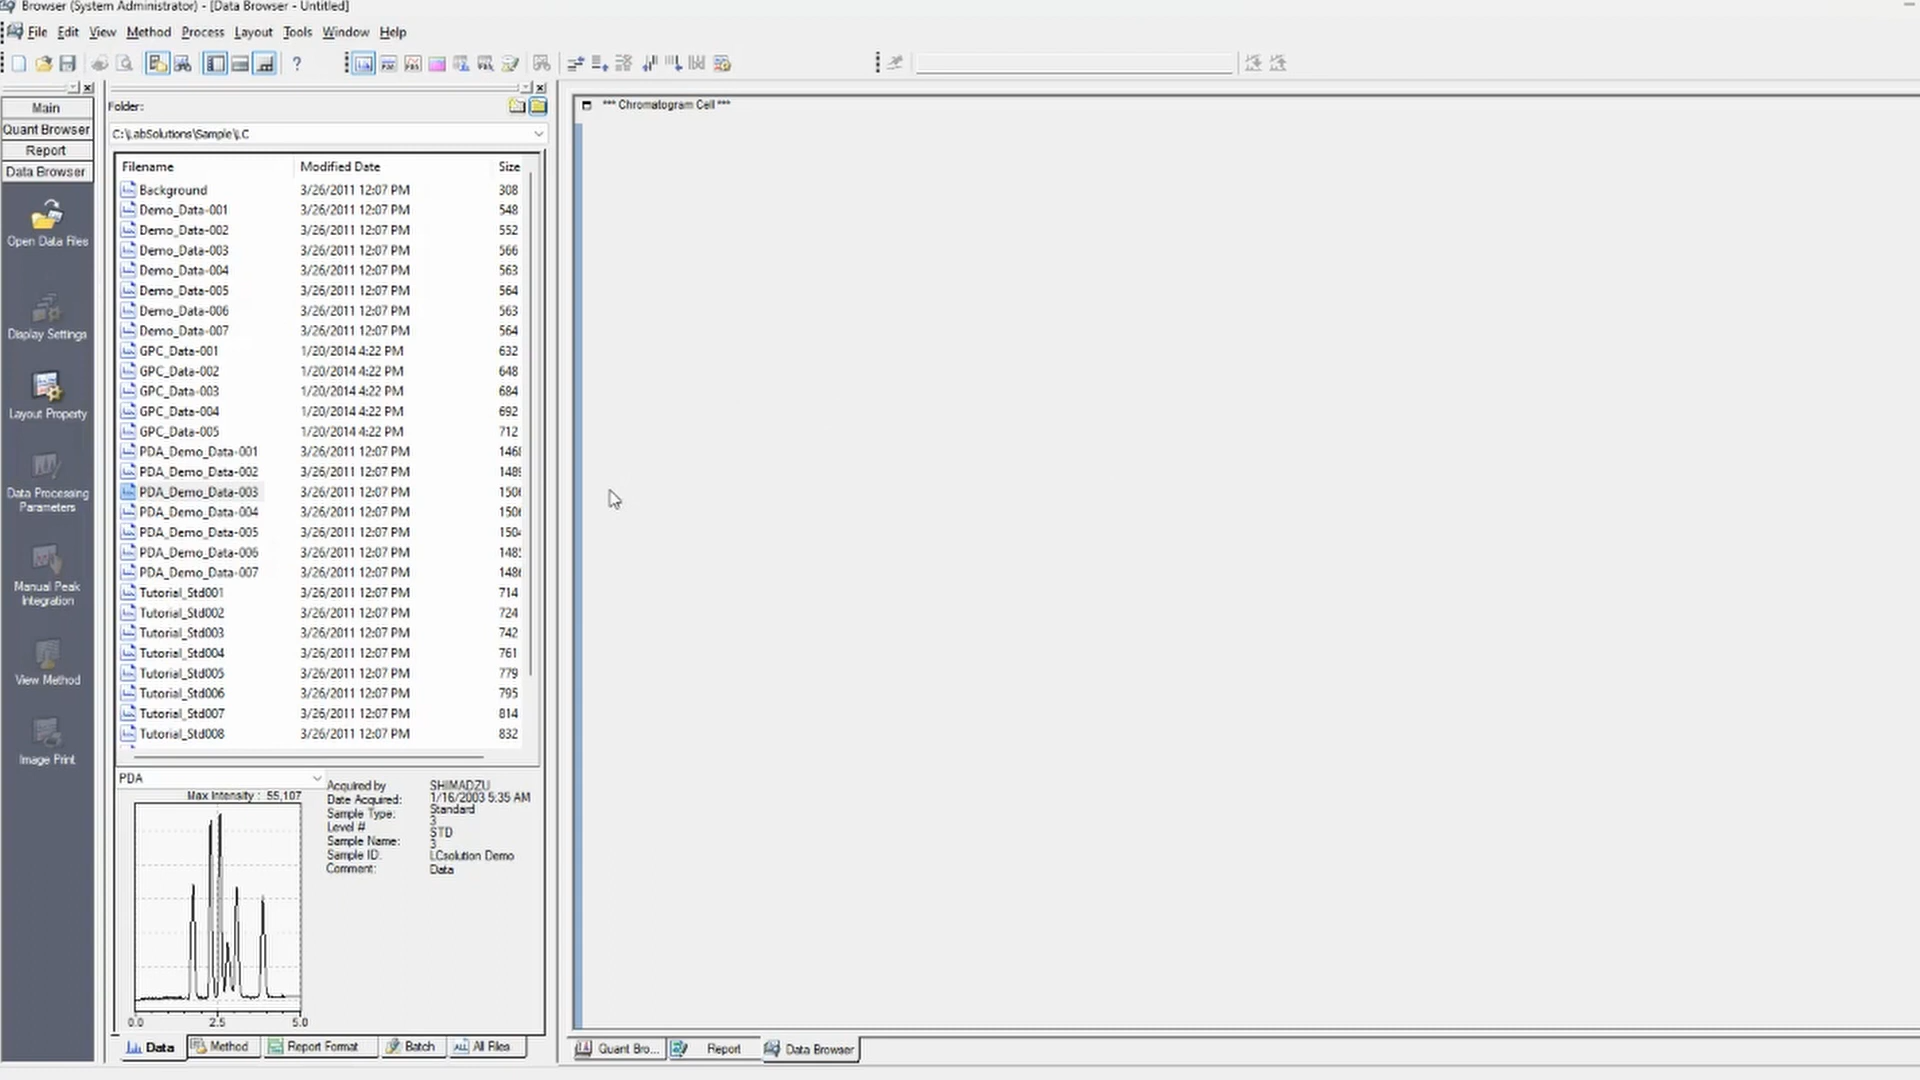 Browser (System Administrator) - [Data Browser - Untitled]
File Edit View Method Process Layout Tools Window Help
Main
Quant Browser
Report
Data Browser
Open Data Files
Display Settings
Layout Property
Data Processing
Parameters
Manual Peak
Integration
View Method
Image Print
Folder:
C:\LabSolutions\Sample\LC
Filename Modified Date Size
Background 3/26/2011 12:07 PM 308
Demo_Data-001 3/26/2011 12:07 PM 548
Demo_Data-002 3/26/2011 12:07 PM 552
Demo_Data-003 3/26/2011 12:07 PM 566
Demo_Data-004 3/26/2011 12:07 PM 563
Demo_Data-005 3/26/2011 12:07 PM 564
Demo_Data-006 3/26/2011 12:07 PM 563
Demo_Data-007 3/26/2011 12:07 PM 564
GPC_Data-001 1/20/2014 4:22 PM 632
GPC_Data-002 1/20/2014 4:22 PM 648
GPC_Data-003 1/20/2014 4:22 PM 684
GPC_Data-004 1/20/2014 4:22 PM 692
GPC_Data-005 1/20/2014 4:22 PM 712
PDA_Demo_Data-001 3/26/2011 12:07 PM
PDA_Demo_Data-002 3/26/2011 12:07 PM
PDA_Demo_Data-003 3/26/2011 12:07 PM
PDA_Demo_Data-004 3/26/2011 12:07 PM
PDA_Demo_Data-005 3/26/2011 12:07 PM
PDA_Demo_Data-006 3/26/2011 12:07 PM
PDA_Demo_Data-007 3/26/2011 12:07 PM
Tutorial_Std001 3/26/2011 12:07 PM 714
Tutorial_Std002 3/26/2011 12:07 PM 724
Tutorial_Std003 3/26/2011 12:07 PM 742
Tutorial_Std004 3/26/2011 12:07 PM 761
Tutorial_Std005 3/26/2011 12:07 PM 779
Tutorial_Std006 3/26/2011 12:07 PM 795
Tutorial_Std007 3/26/2011 12:07 PM 814
Tutorial_Std008 3/26/2011 12:07 PM 832
PDA
Max Intensity : 55,107
0.0 2.5 5.0
Acquired by SHIMADZU
Date Acquired: 1/16/2003 5:35 AM
Sample Type: Standard
Level # 3
Sample Name: STD
Sample ID: 3
Comment: LCsolution Demo
Data
Data Method Report Format Batch All Files
*** Chromatogram Cell ***
Quant Bro... Report Data Browser